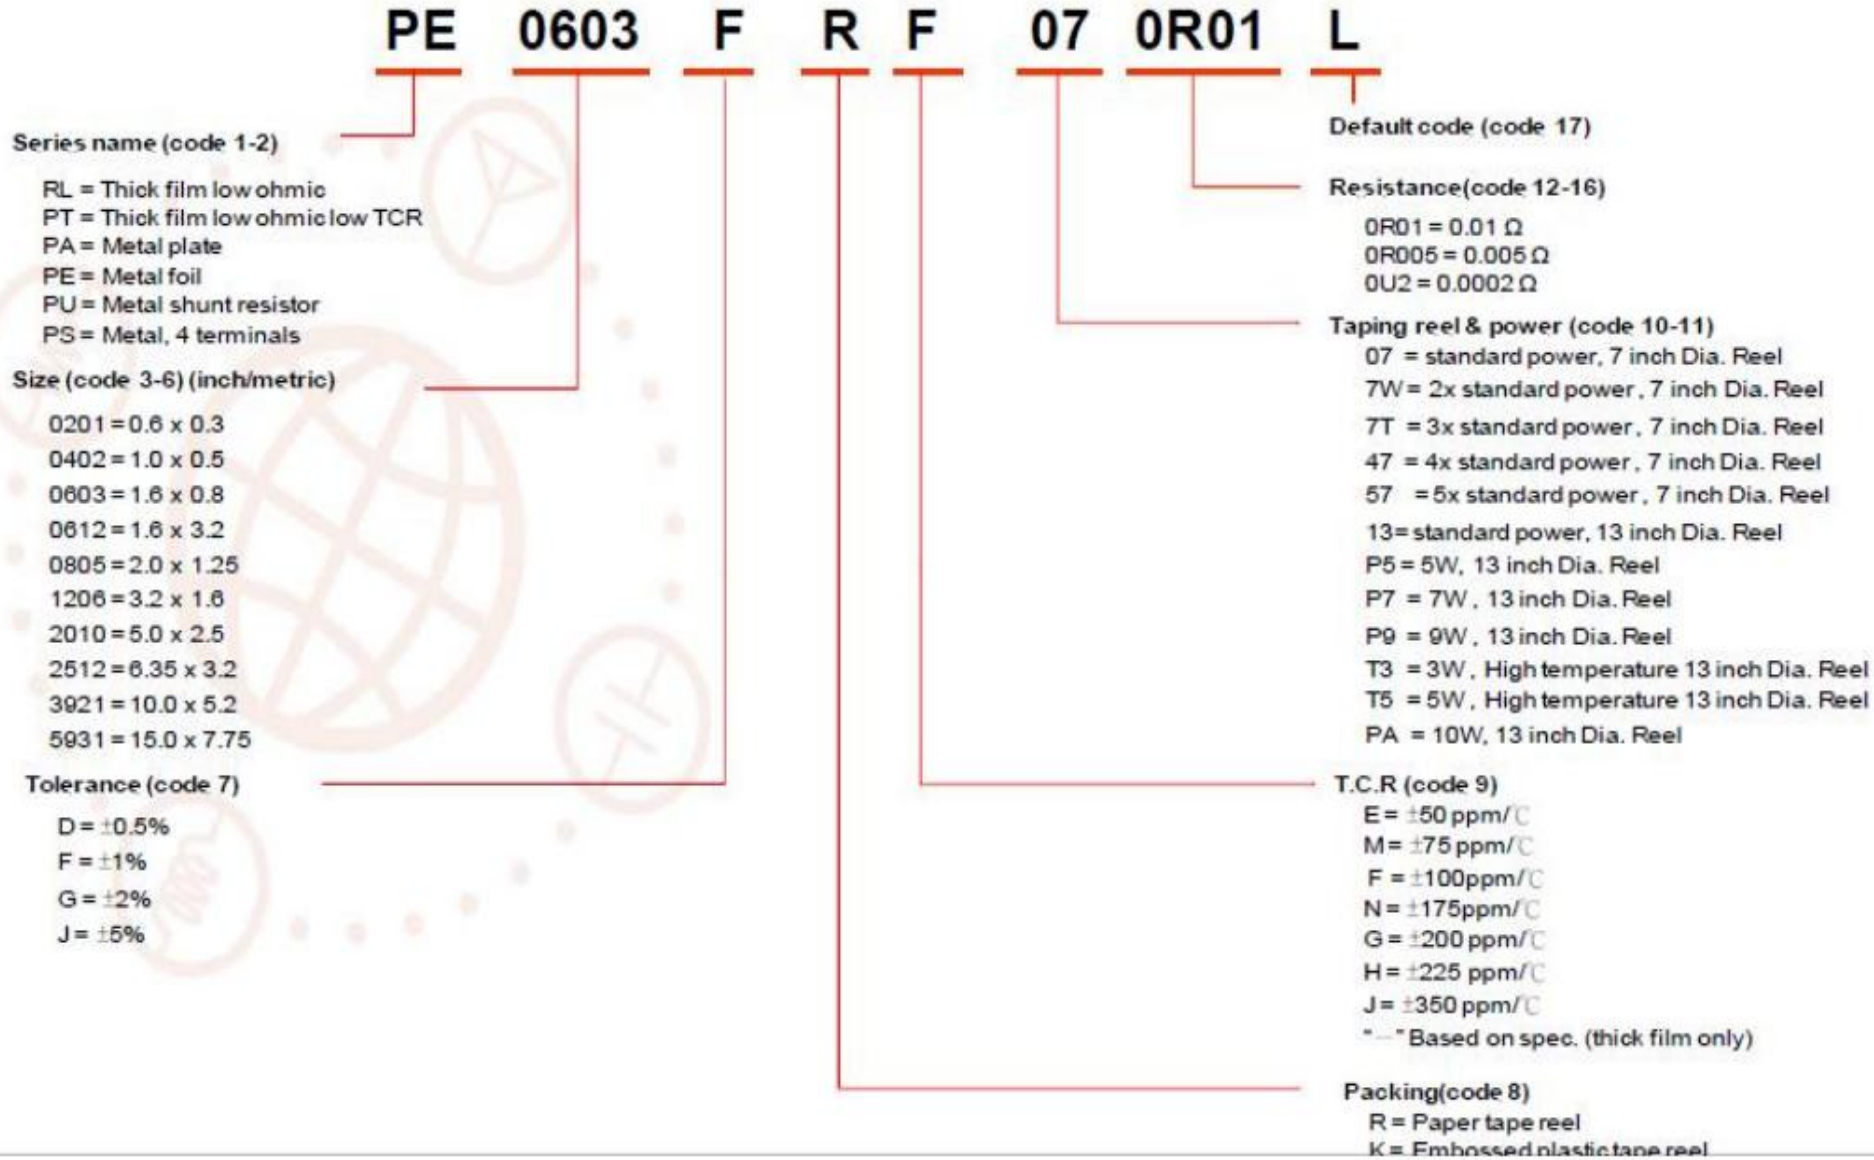 PE 0603 F R F 07 0R01 L
Series name (code 1-2)
RL = Thick film low ohmic
PT = Thick film low ohmic low TCR
PA = Metal plate
PE = Metal foil
PU = Metal shunt resistor
PS = Metal, 4 terminals
Size (code 3-6) (inch/metric)
0201 = 0.6 x 0.3
0402 = 1.0 x 0.5
0603 = 1.6 x 0.8
0612 = 1.6 x 3.2
0805 = 2.0 x 1.25
1206 = 3.2 x 1.6
2010 = 5.0 x 2.5
2512 = 6.35 x 3.2
3921 = 10.0 x 5.2
5931 = 15.0 x 7.75
Tolerance (code 7)
D = ±0.5%
F = ±1%
G = ±2%
J = ±5%
Default code (code 17)
Resistance(code 12-16)
0R01 = 0.01 Ω
0R005 = 0.005 Ω
0U2 = 0.0002 Ω
Taping reel & power (code 10-11)
07 = standard power, 7 inch Dia. Reel
7W = 2x standard power, 7 inch Dia. Reel
7T = 3x standard power, 7 inch Dia. Reel
47 = 4x standard power, 7 inch Dia. Reel
57 = 5x standard power, 7 inch Dia. Reel
13= standard power, 13 inch Dia. Reel
P5 = 5W, 13 inch Dia. Reel
P7 = 7W, 13 inch Dia. Reel
P9 = 9W, 13 inch Dia. Reel
T3 = 3W, High temperature 13 inch Dia. Reel
T5 = 5W, High temperature 13 inch Dia. Reel
PA = 10W, 13 inch Dia. Reel
T.C.R (code 9)
E = ±50 ppm/℃
M= ±75 ppm/℃
F = ±100ppm/℃
N = ±175ppm/℃
G = ±200 ppm/℃
H = ±225 ppm/℃
J = ±350 ppm/℃
"—" Based on spec. (thick film only)
Packing(code 8)
R = Paper tape reel
K = Embossed plastic tape reel